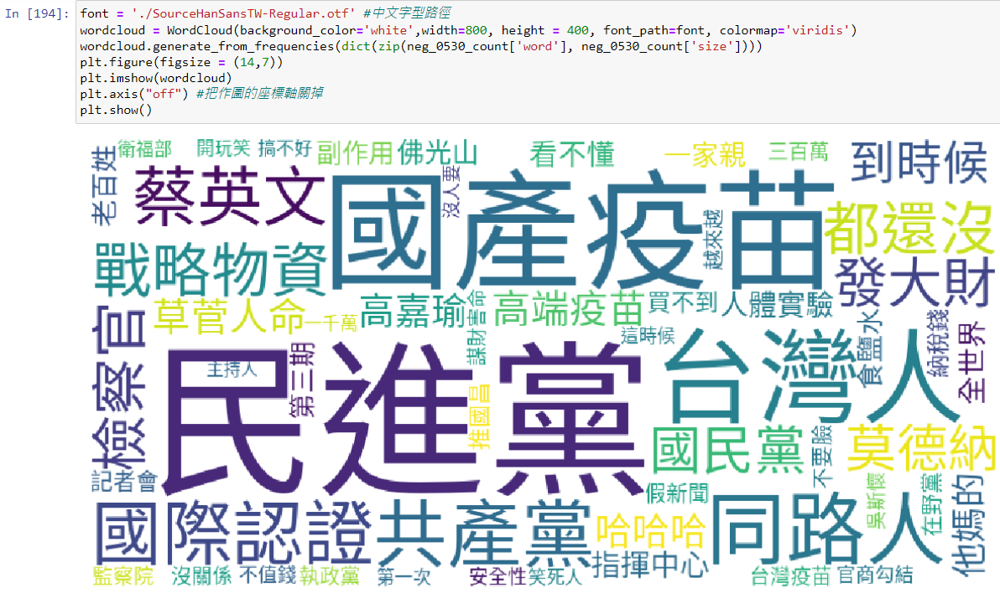 In [194]:
font = './SourceHanSansTW-Regular.otf' #中文字型路徑
wordcloud = WordCloud(background_color='white',width=800, height = 400, font_path=font, colormap='viridis')
wordcloud.generate_from_frequencies(dict(zip(neg_0530_count['word'], neg_0530_count['size'])))
plt.figure(figsize = (14,7))
plt.imshow(wordcloud)
plt.axis("off") #把作圖的座標軸關掉
plt.show()
衛福部
開玩笑
搞不好
副作用
佛光山
看不懂
一家親
三百萬
到時候
老百姓
蔡英文
國產疫苗
沒人要
越來越
都還沒
戰略物資
發大財
草菅人命
一千萬
高嘉瑜
謀財害命
高端疫苗
買不到
人體實驗
這時候
食鹽水
納稅錢
全世界
檢察官
民進黨
主持人
第三期
台灣人
推國昌
國民黨
不要臉
莫德納
記者會
假新聞
吳斯懷
在野黨
他媽的
國際認證
共產黨
哈哈哈
同路人
指揮中心
監察院
沒關係
不值錢
執政黨
第一次
安全性
笑死人
台灣疫苗
官商勾結